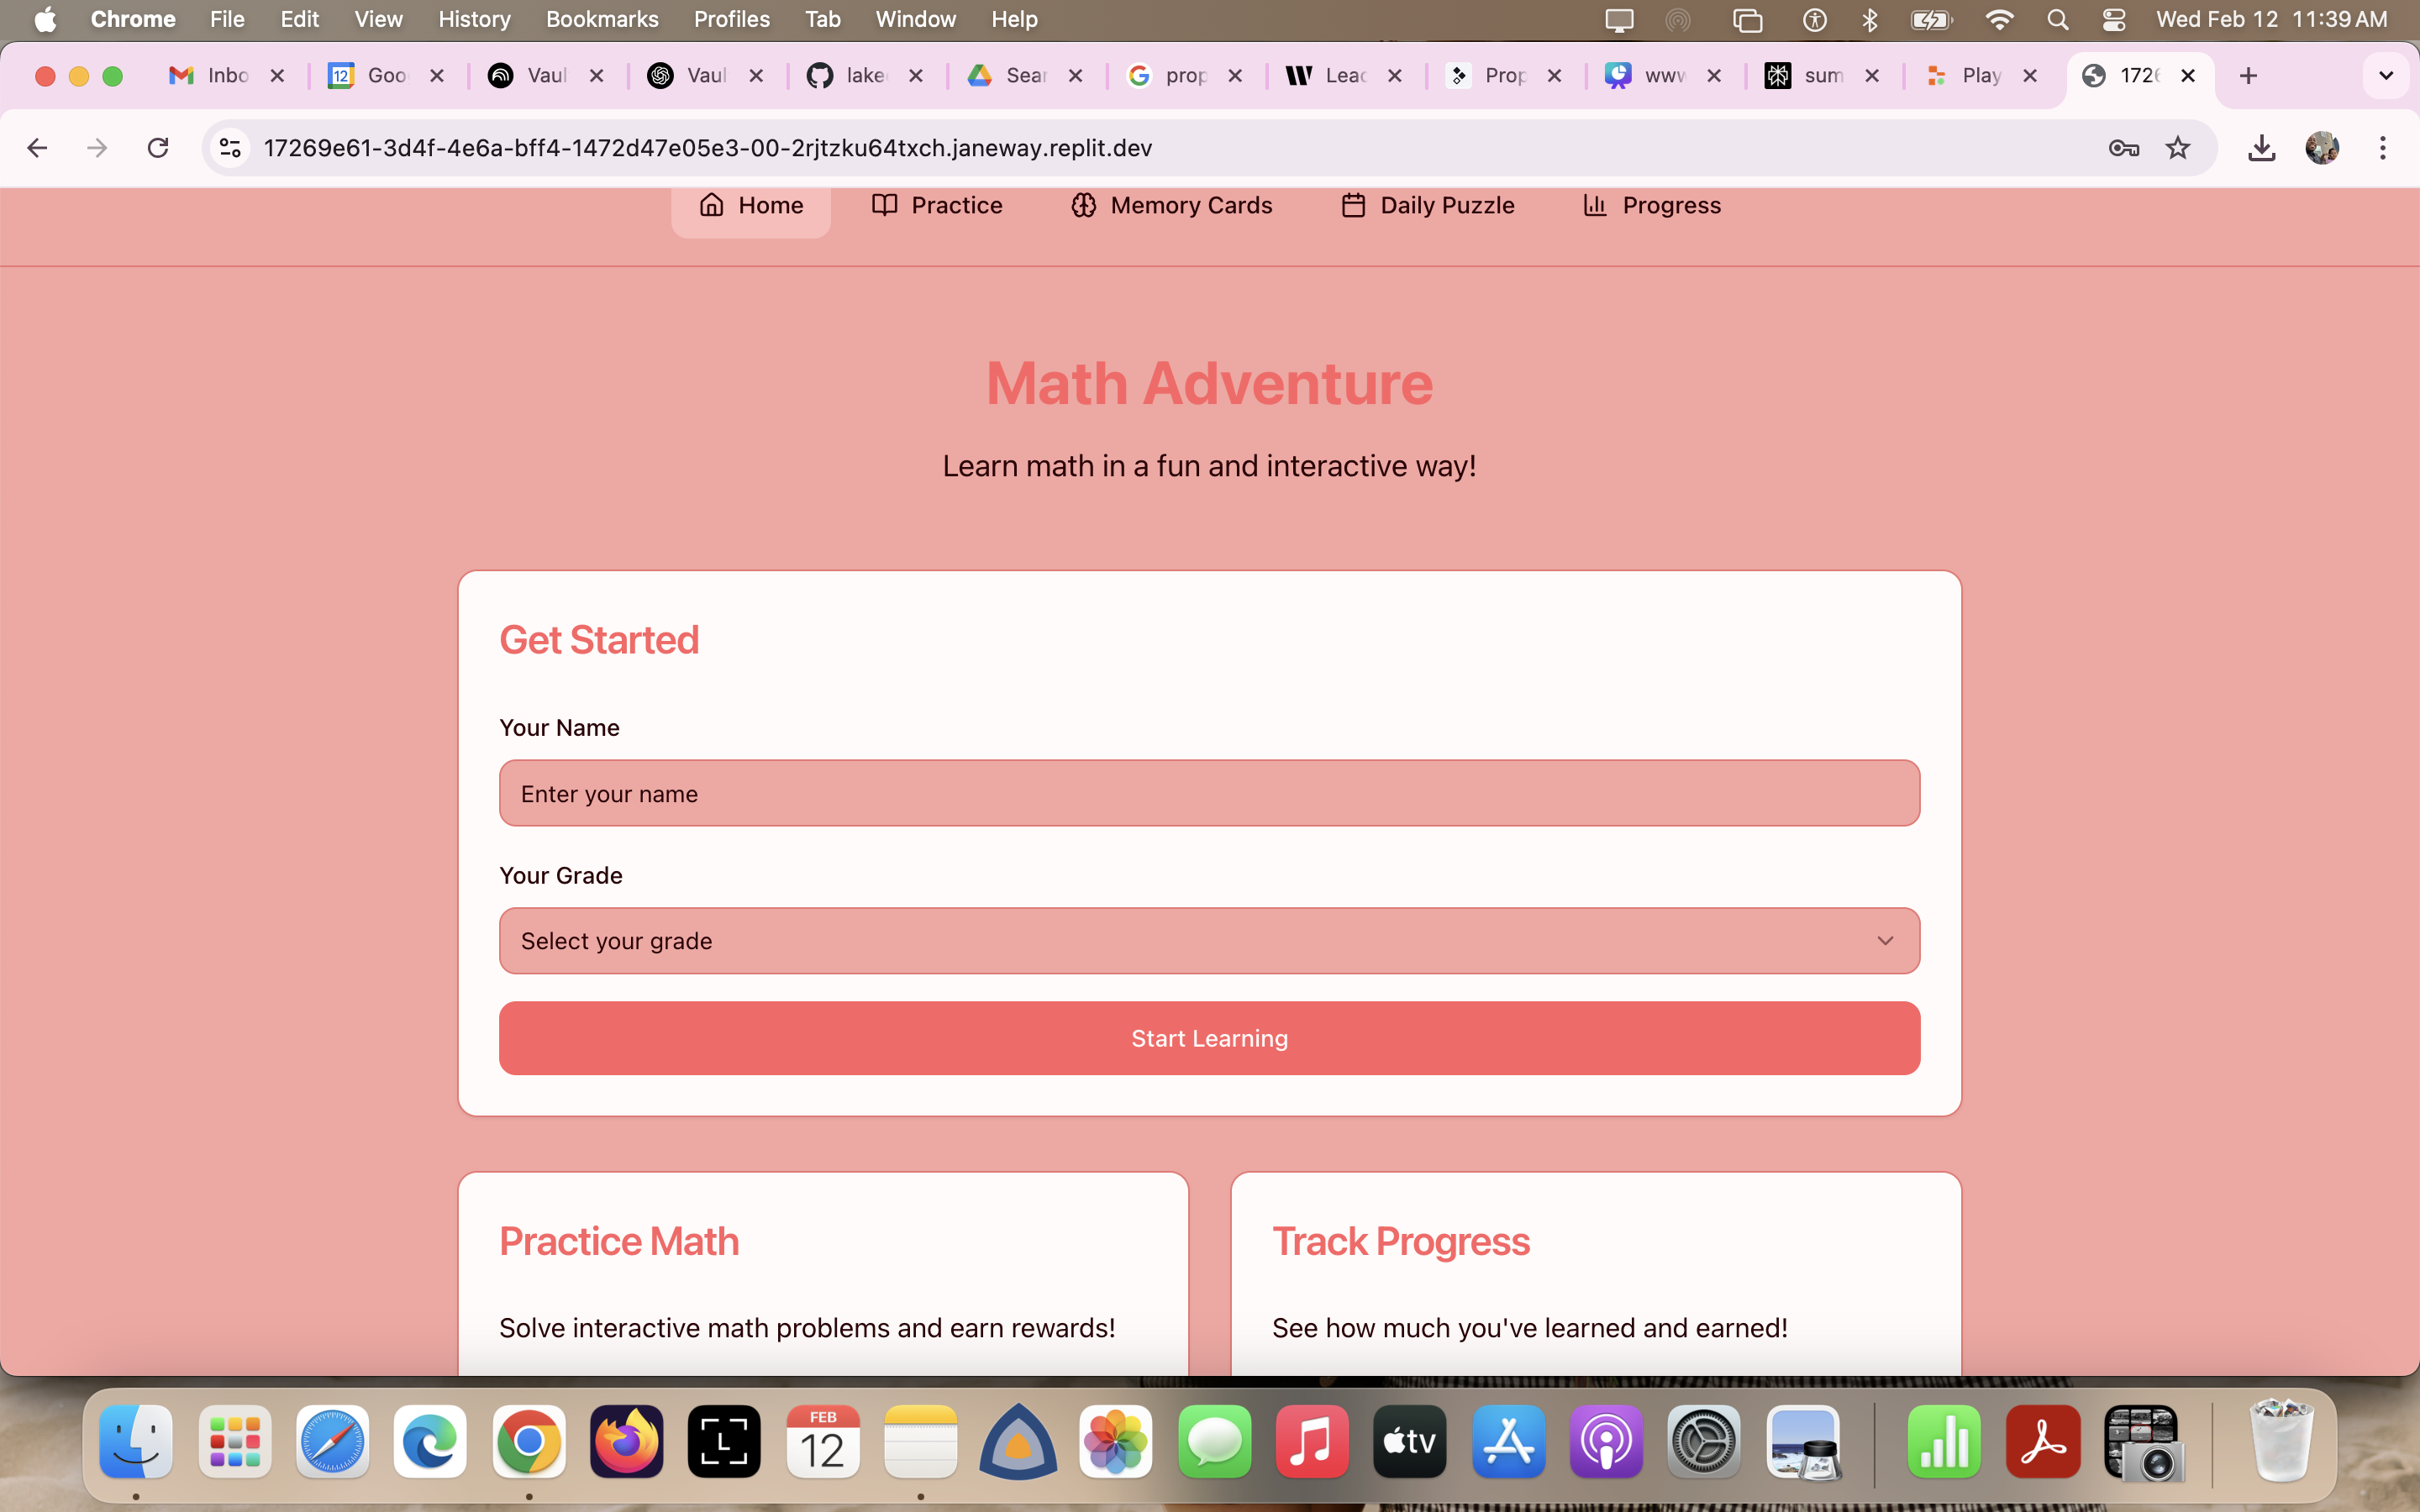 Chrome File Edit View History Bookmarks Profiles Tab Window Help Wed Feb 12 11:39 AM
Inbo 12 Goo Vaul Vaul lake Sear prop Lead Prop www sum Play 1726
17269e61-3d4f-4e6a-bff4-1472d47e05e3-00-2rjtzku64txch.janeway.replit.dev
Home Practice Memory Cards Daily Puzzle Progress
Math Adventure
Learn math in a fun and interactive way!
Get Started
Your Name
Enter your name
Your Grade
Select your grade
Start Learning
Practice Math Track Progress
Solve interactive math problems and earn rewards! See how much you've learned and earned!
L FEB 12 tv